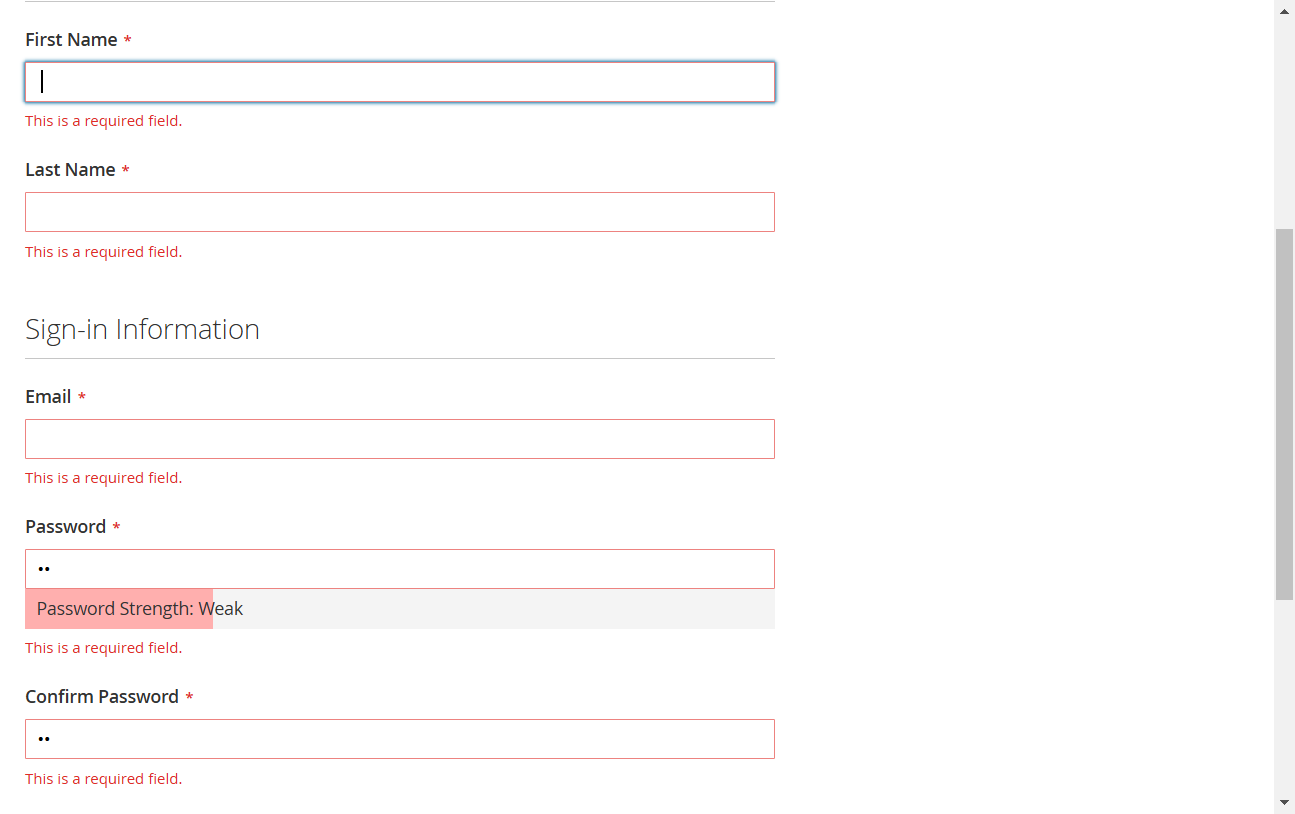 First Name *
This is a required field.
Last Name *
This is a required field.
Sign-in Information
Email *
This is a required field.
Password *
••
Password Strength: Weak
This is a required field.
Confirm Password *
••
This is a required field.